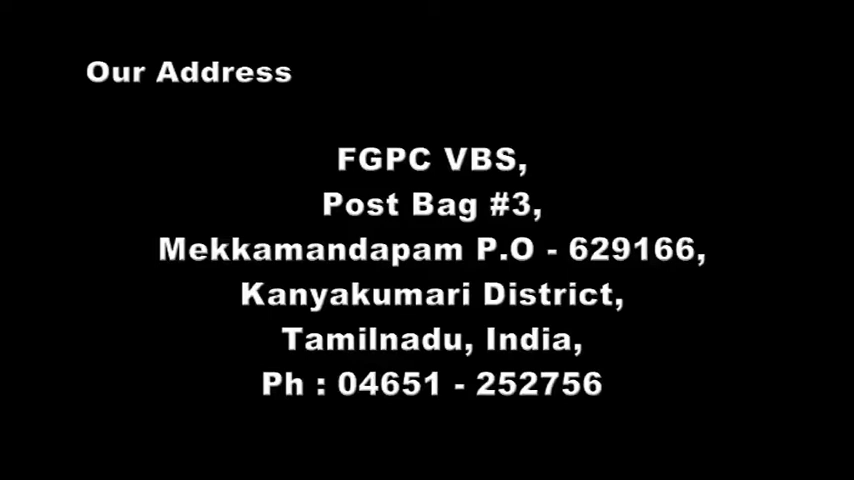 Our Address
FGPC VBS,
Post Bag #3,
Mekkamandapam P.O - 629166,
Kanyakumari District,
Tamilnadu, India,
Ph : 04651 - 252756